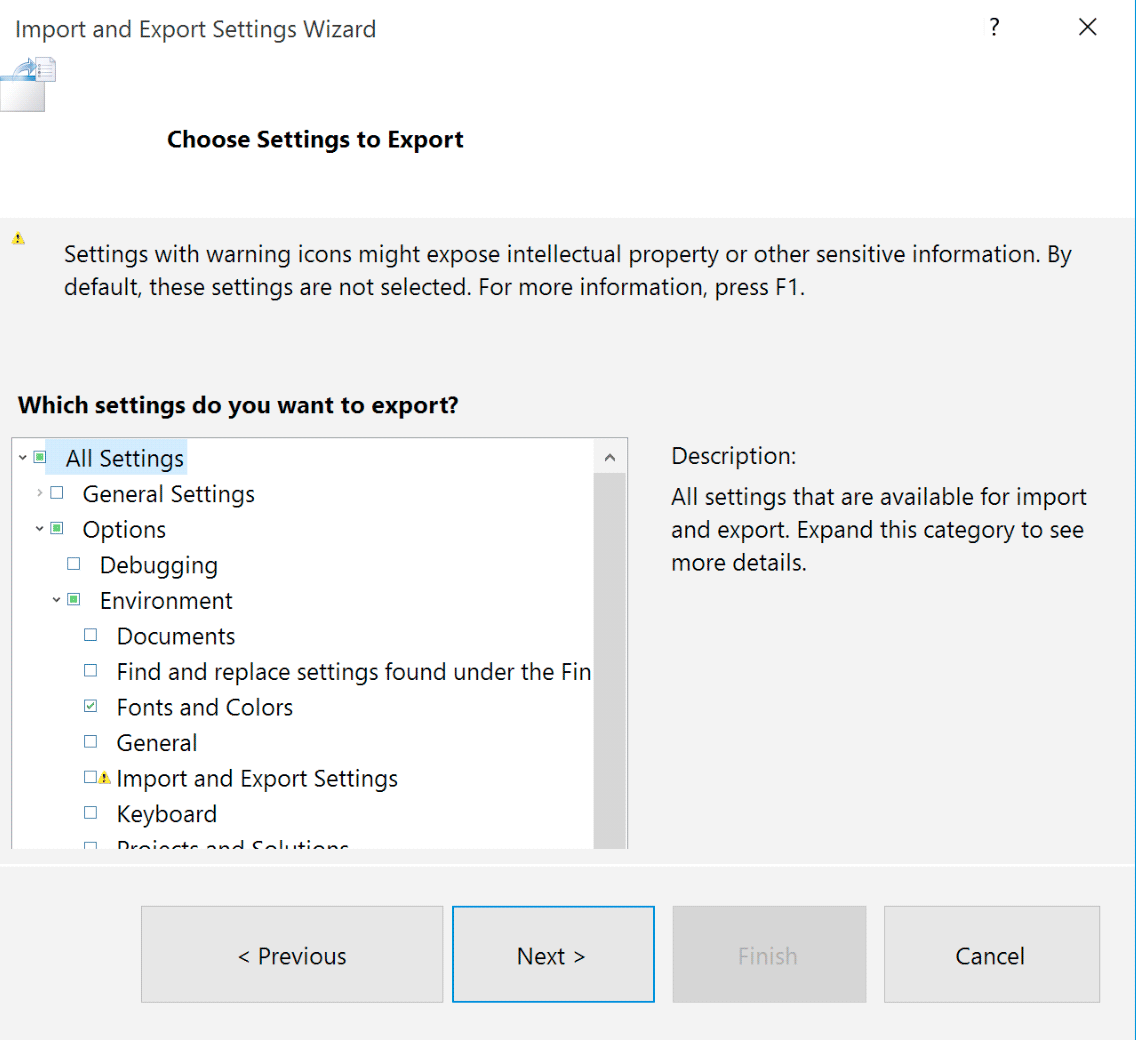 Import and Export Settings Wizard
?
Choose Settings to Export
Settings with warning icons might expose intellectual property or other sensitive information. By
default, these settings are not selected. For more information, press F1.
Which settings do you want to export?
All Settings
General Settings
Options
Debugging
Environment
Documents
Find and replace settings found under the Fin
Fonts and Colors
General
Import and Export Settings
Keyboard
Projects and Solutions
Description:
All settings that are available for import
and export. Expand this category to see
more details.
< Previous
Next >
Finish
Cancel